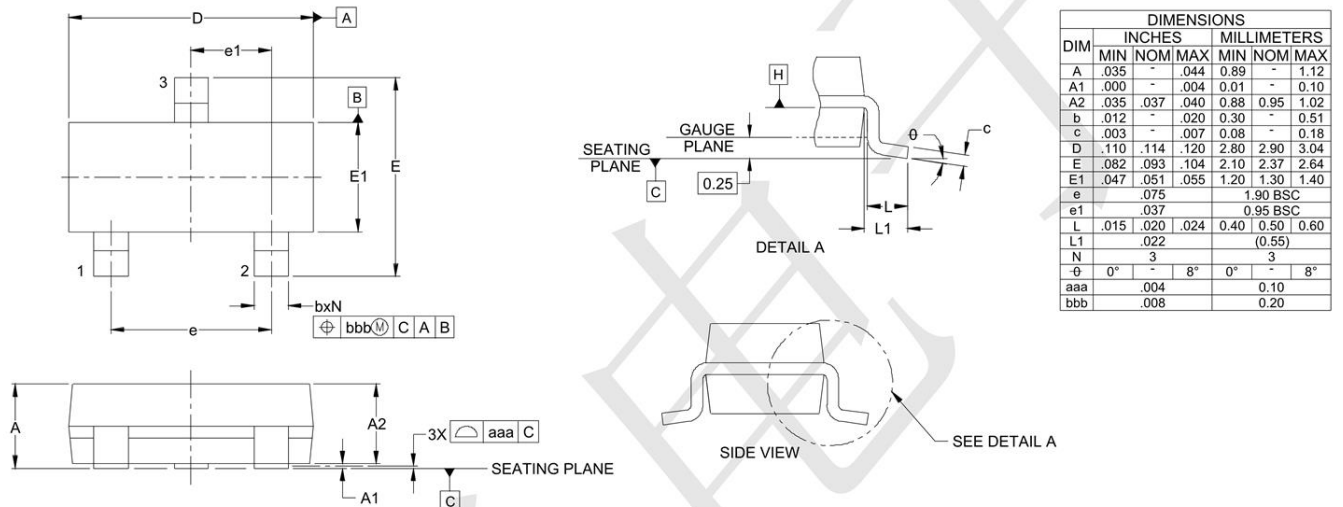 D
A
e1
3
B
E
E1
1
2
bxN
e
⌖ bbbⓂ C A B
A
A2
3X ⌓ aaa C
SEATING PLANE
A1
C
H
GAUGE
PLANE
SEATING
PLANE
C
0.25
θ
c
L
L1
DETAIL A
SIDE VIEW
SEE DETAIL A
DIMENSIONS
DIM INCHES MILLIMETERS
MIN NOM MAX MIN NOM MAX
A .035 - .044 0.89 - 1.12
A1 .000 - .004 0.01 - 0.10
A2 .035 .037 .040 0.88 0.95 1.02
b .012 - .020 0.30 - 0.51
c .003 - .007 0.08 - 0.18
D .110 .114 .120 2.80 2.90 3.04
E .082 .093 .104 2.10 2.37 2.64
E1 .047 .051 .055 1.20 1.30 1.40
e .075 1.90 BSC
e1 .037 0.95 BSC
L .015 .020 .024 0.40 0.50 0.60
L1 .022 (0.55)
N 3 3
θ 0° - 8° 0° - 8°
aaa .004 0.10
bbb .008 0.20